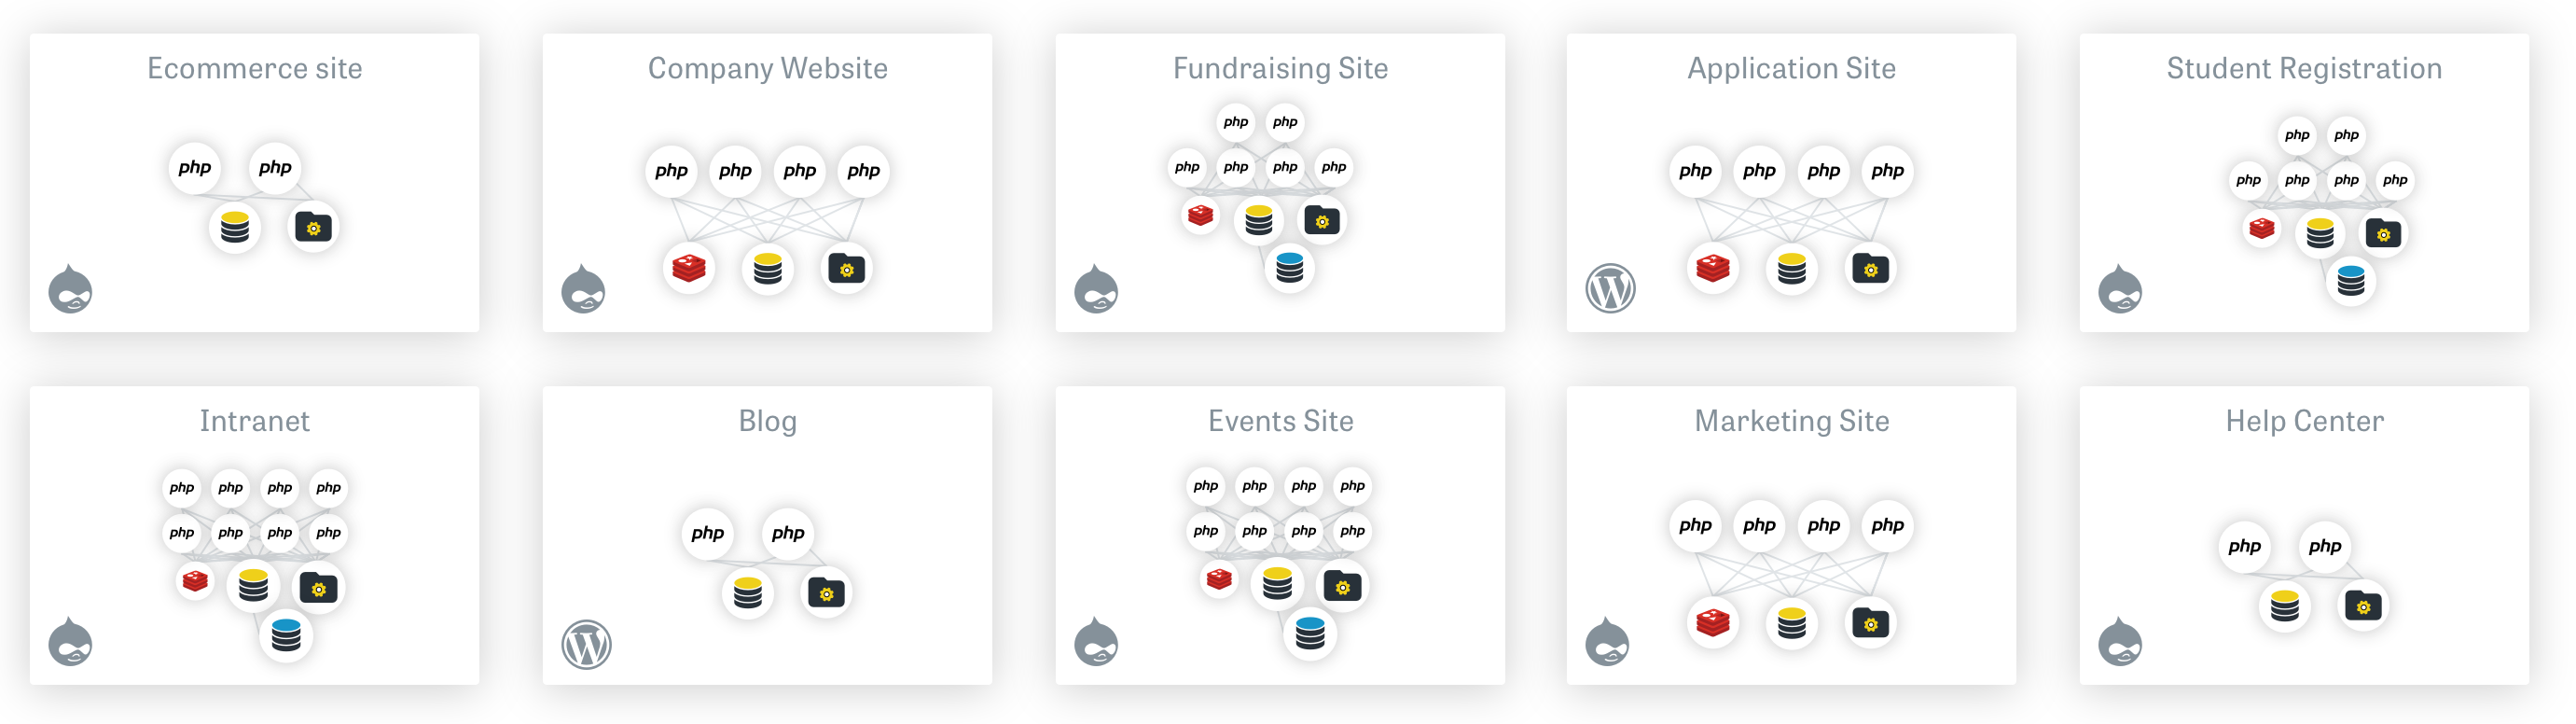 Ecommerce site
php php
Company Website
php php php php
Fundraising Site
php php
php php php php
Application Site
php php php php
W
Student Registration
php php
php php php php
Intranet
php php php php
php php php php
Blog
php php
W
Events Site
php php php php
php php php php
Marketing Site
php php php php
Help Center
php php